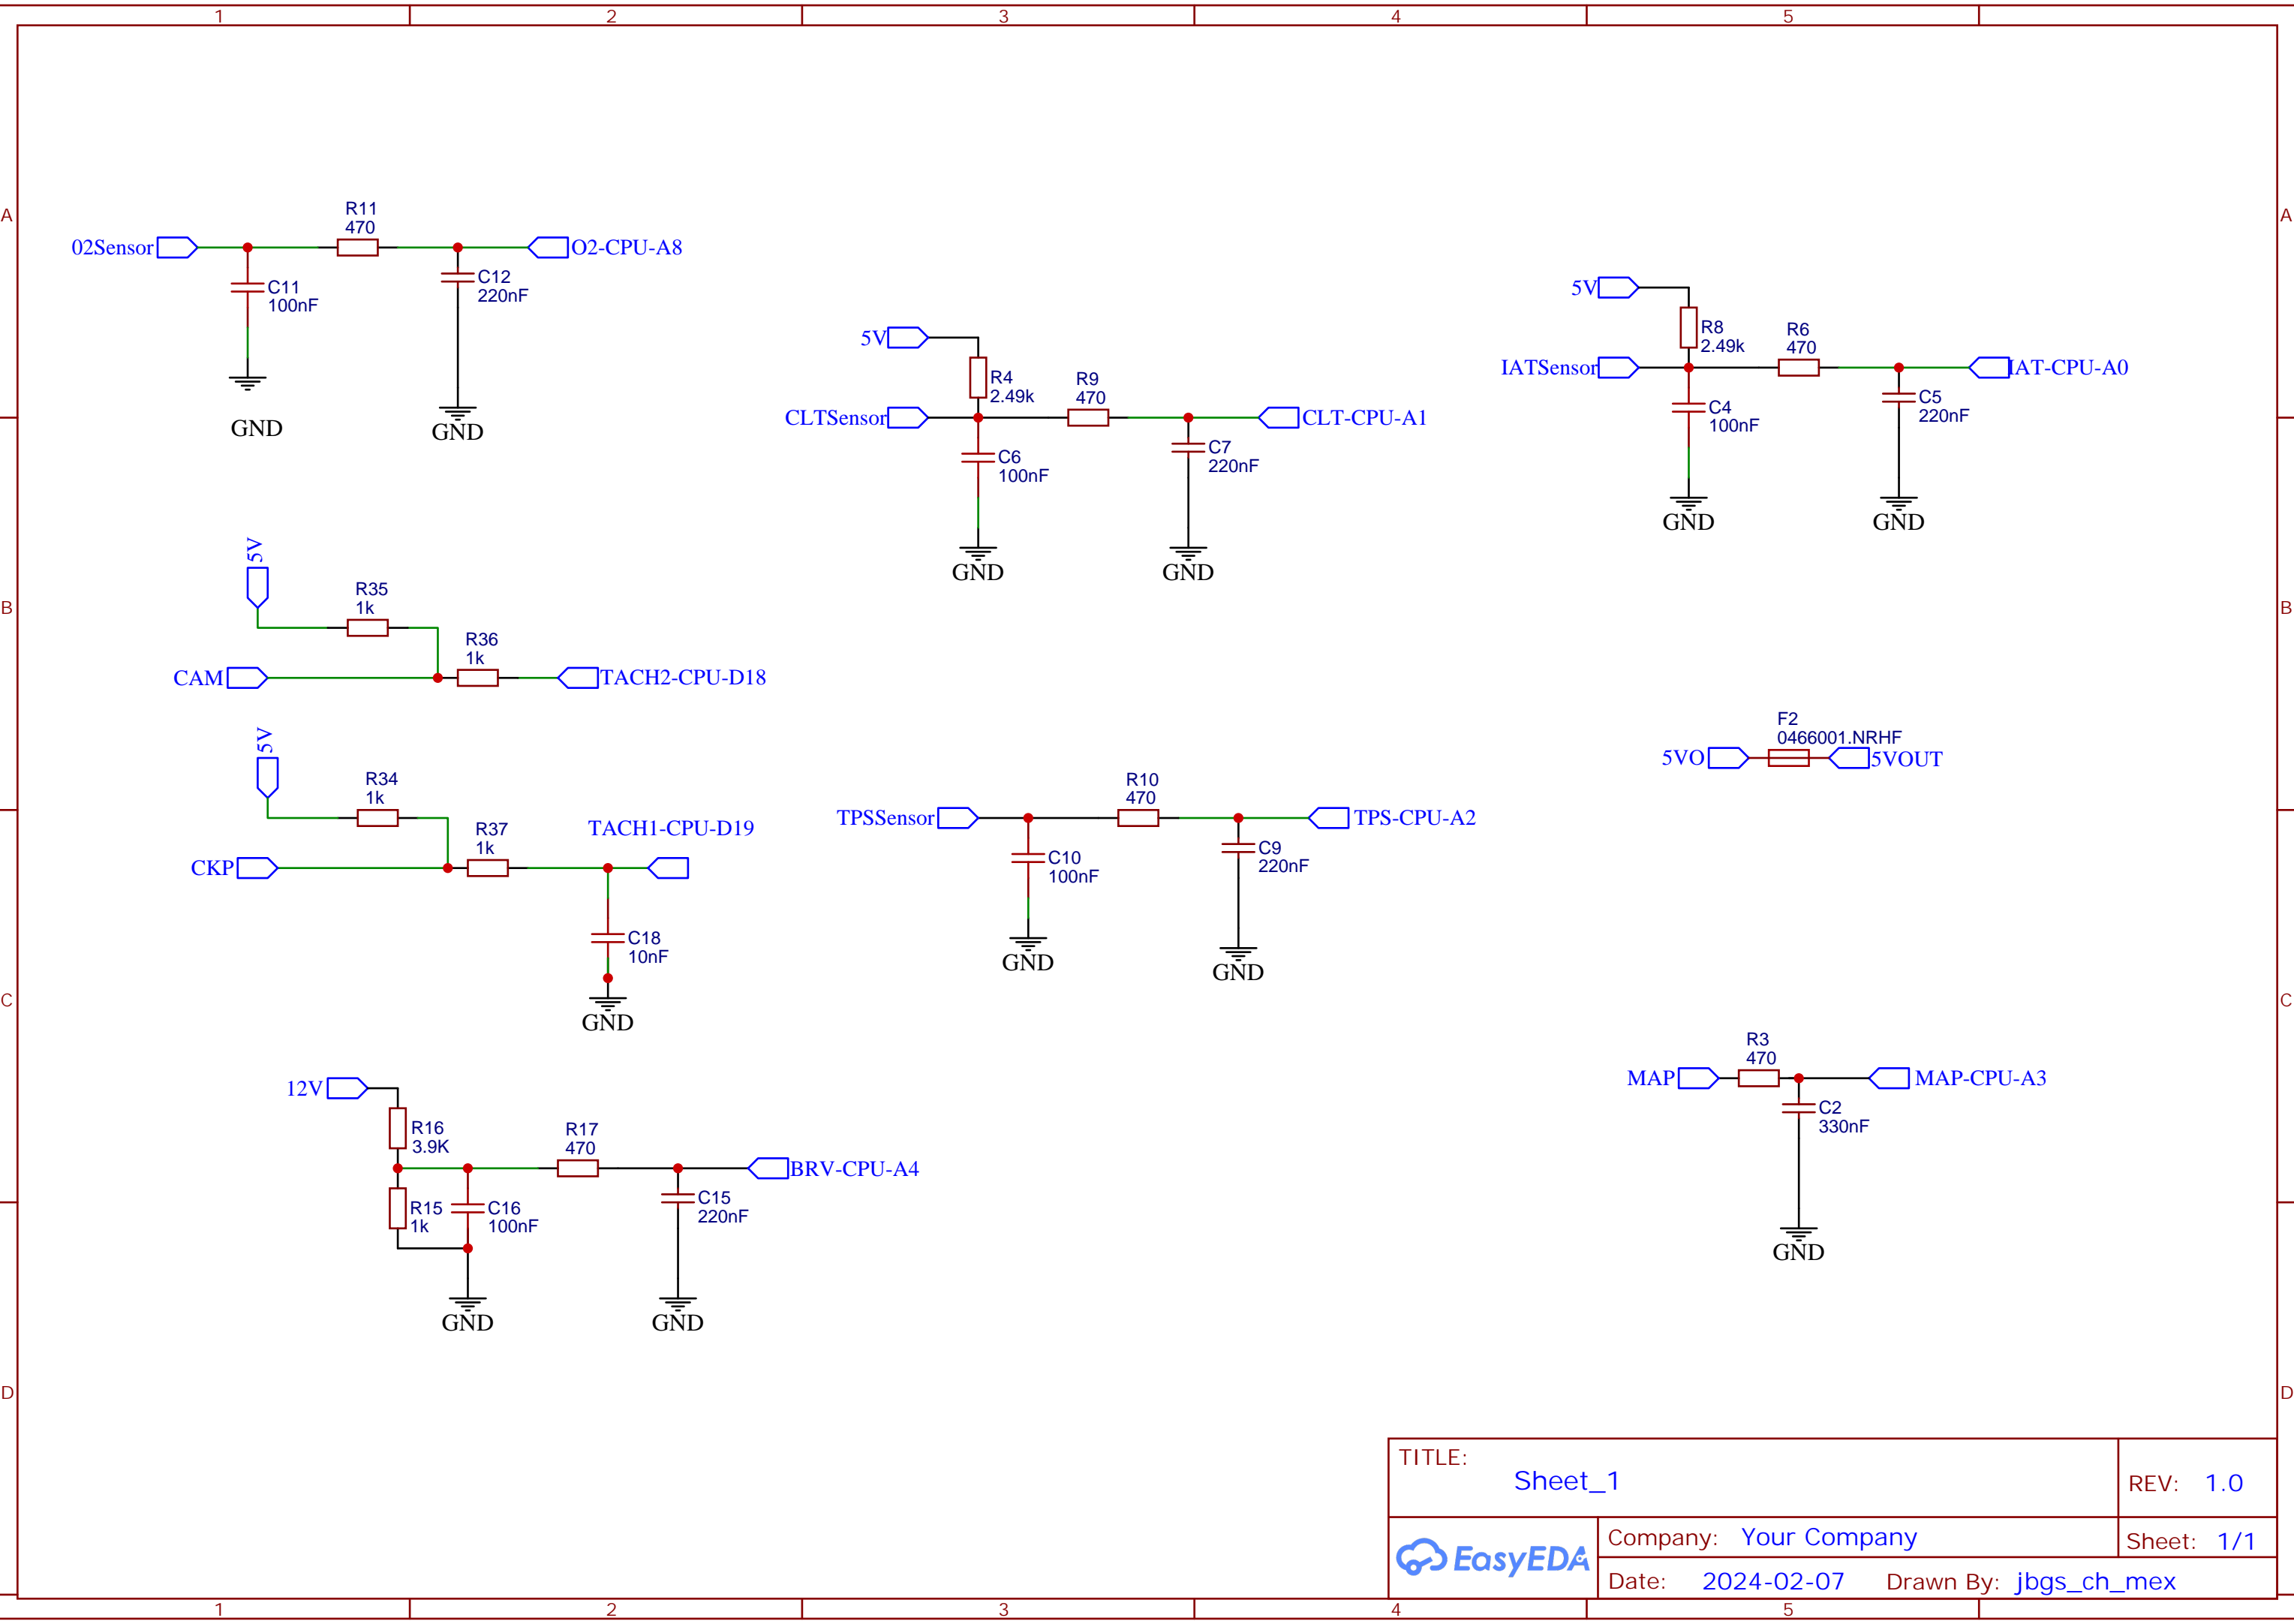 1 2 3 4 5
A
A
R11
470
02Sensor
O2-CPU-A8
C11
100nF
C12
220nF
GND
GND
5V
R4
2.49k
R9
470
CLTSensor
CLT-CPU-A1
C6
100nF
C7
220nF
GND
GND
5V
R8
2.49k
R6
470
IATSensor
IAT-CPU-A0
C4
100nF
C5
220nF
GND
GND
B
B
5V
R35
1k
R36
1k
CAM
TACH2-CPU-D18
5V
R34
1k
R37
1k
TACH1-CPU-D19
CKP
C18
10nF
GND
TPSSensor
R10
470
TPS-CPU-A2
C10
100nF
C9
220nF
GND
GND
F2
0466001.NRHF
5VO
5VOUT
C
C
12V
R16
3.9K
R17
470
BRV-CPU-A4
R15
1k
C16
100nF
C15
220nF
GND
GND
R3
470
MAP
MAP-CPU-A3
C2
330nF
GND
D
D
TITLE:
Sheet_1
REV: 1.0
EasyEDA
Company: Your Company
Sheet: 1/1
Date: 2024-02-07 Drawn By: jbgs_ch_mex
1 2 3 4 5